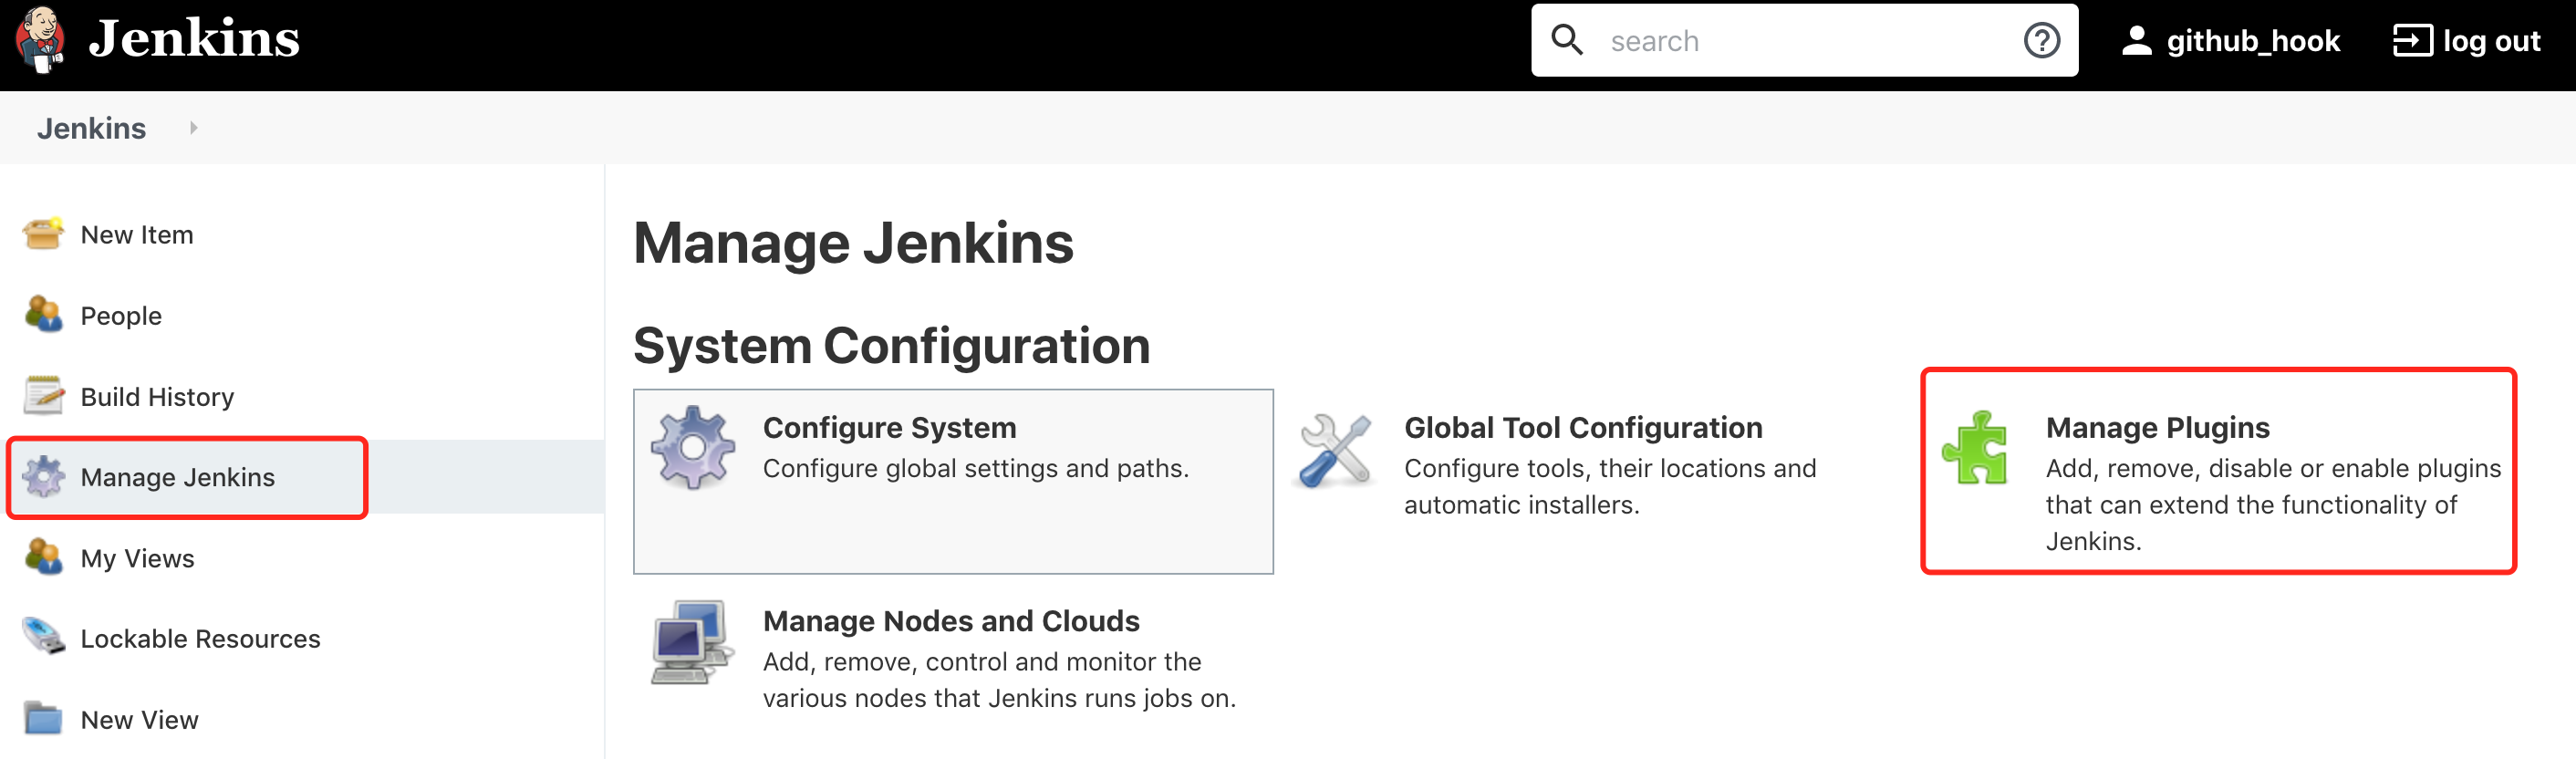 Jenkins
search
github_hook
log out
Jenkins
New Item
People
Build History
Manage Jenkins
My Views
Lockable Resources
New View
Manage Jenkins
System Configuration
Configure System
Configure global settings and paths.
Global Tool Configuration
Configure tools, their locations and
automatic installers.
Manage Plugins
Add, remove, disable or enable plugins
that can extend the functionality of
Jenkins.
Manage Nodes and Clouds
Add, remove, control and monitor the
various nodes that Jenkins runs jobs on.